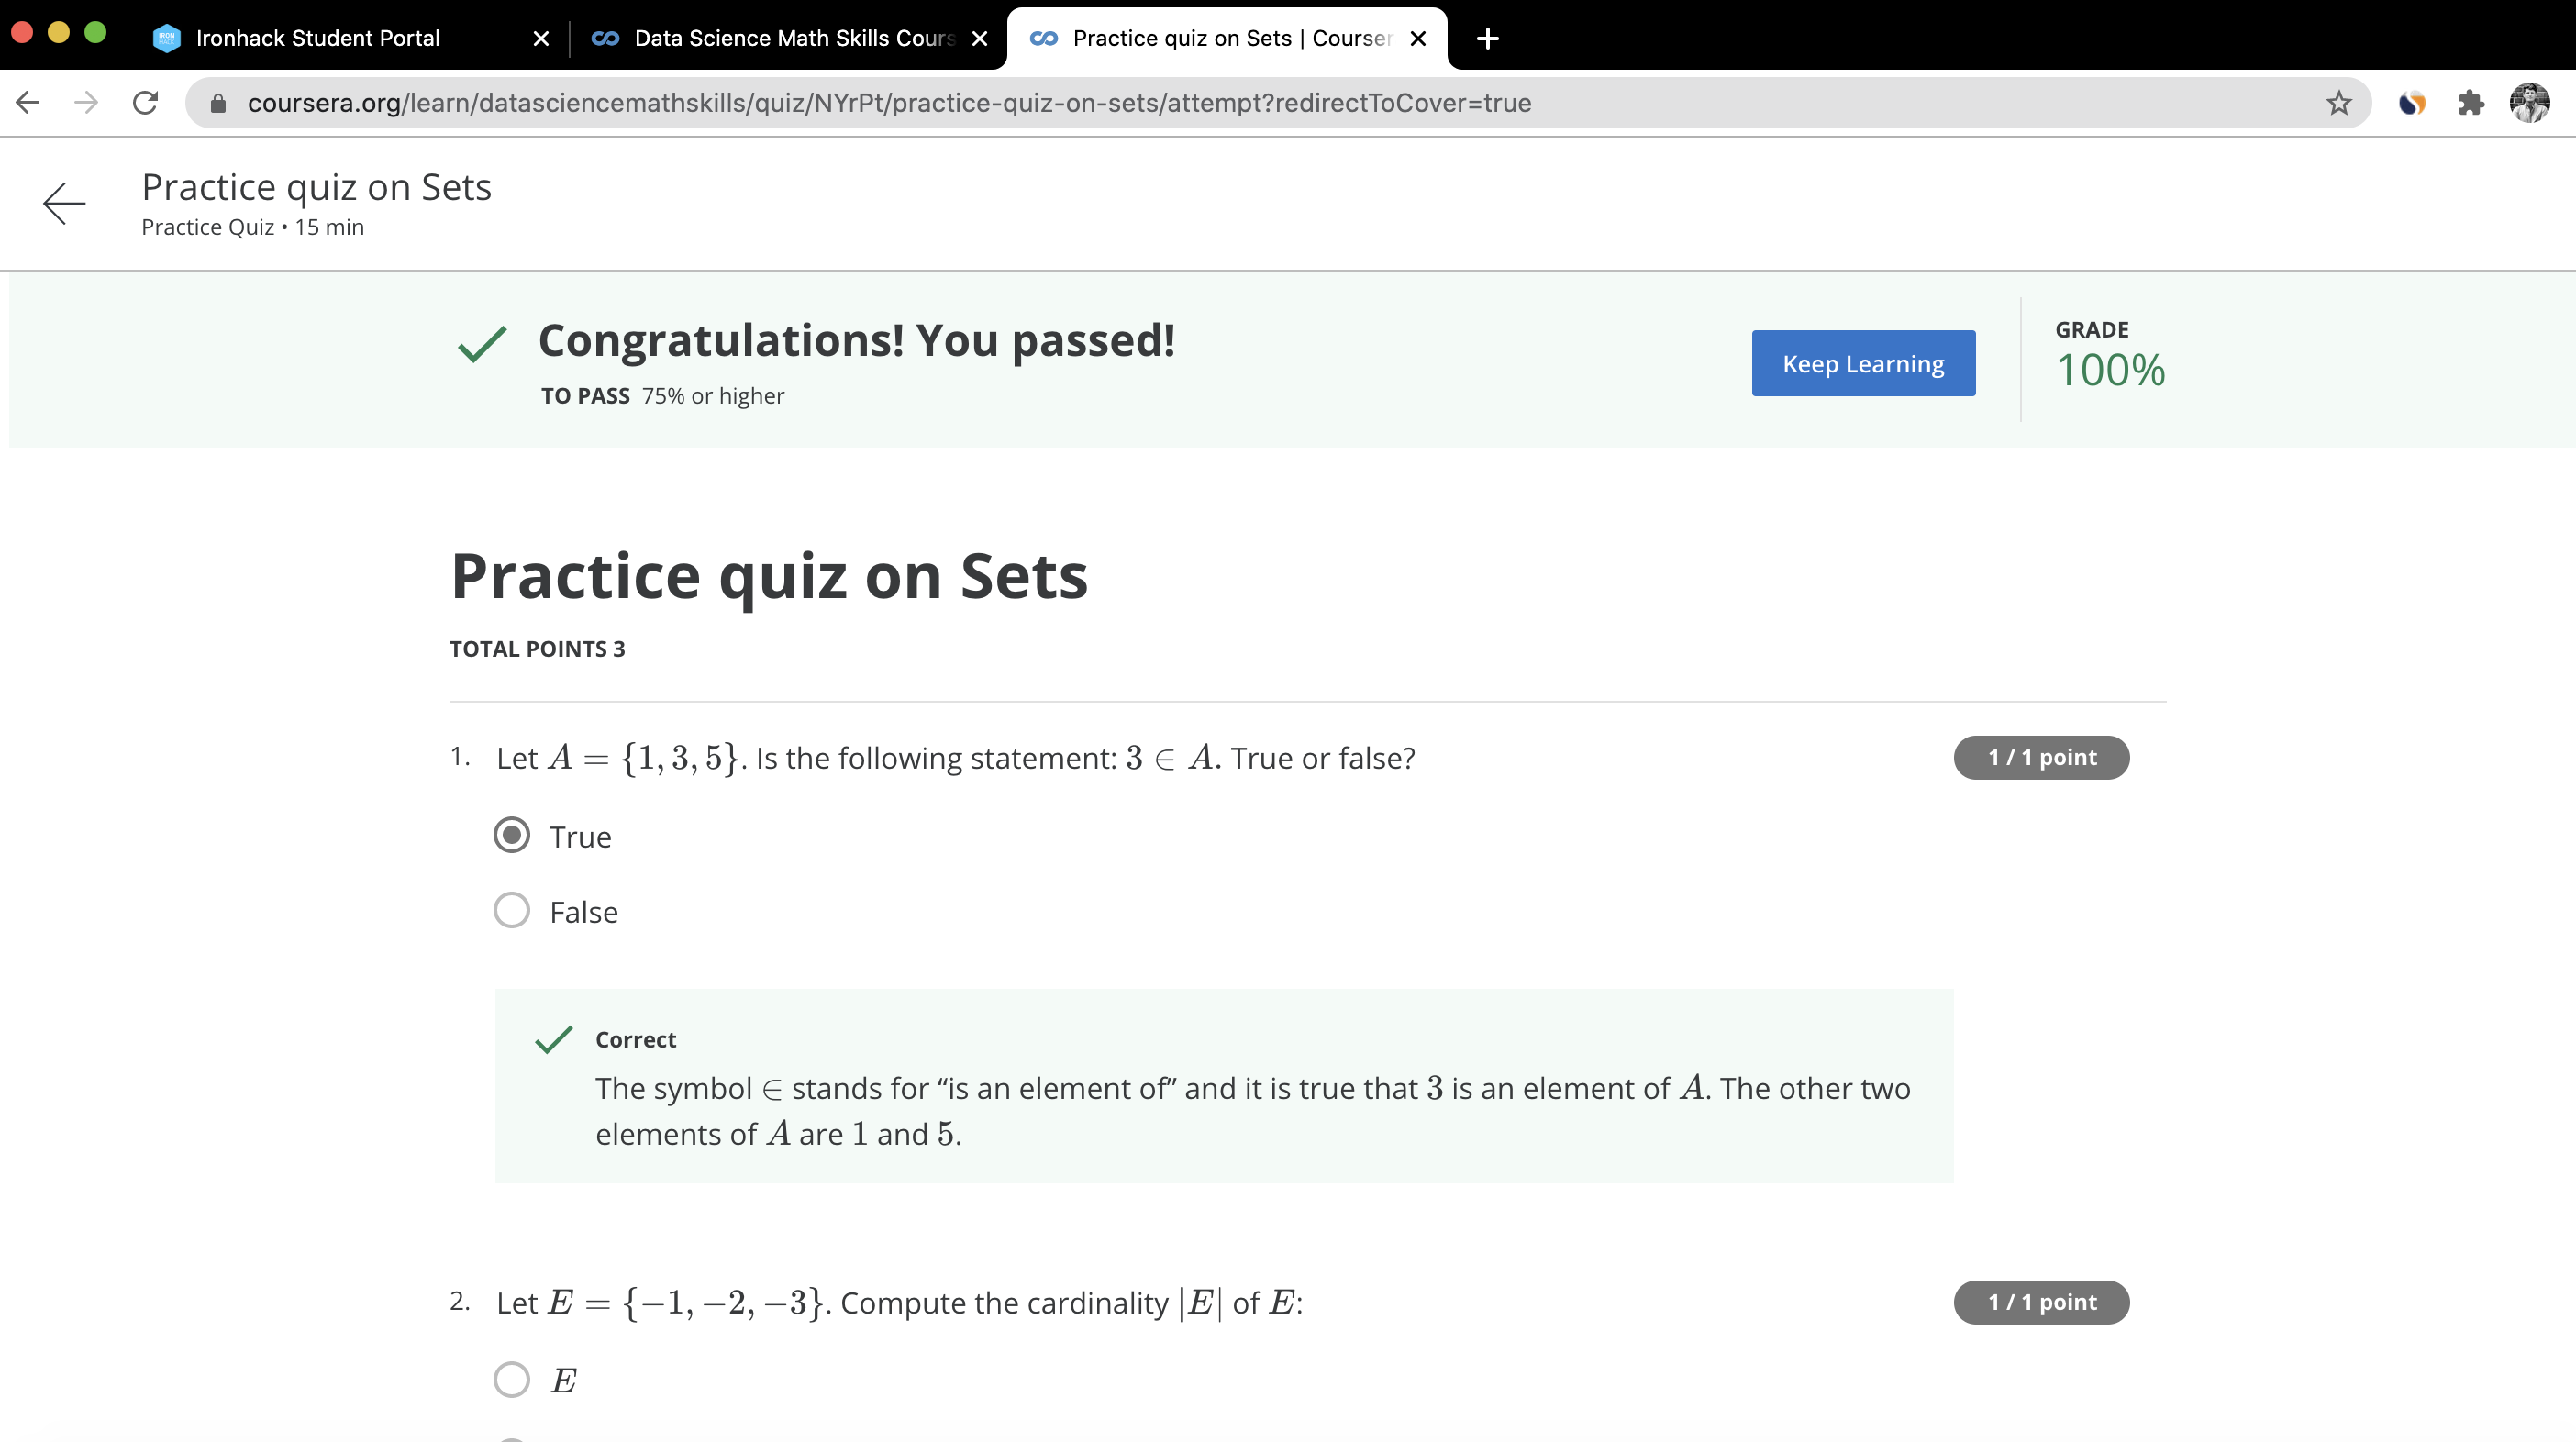 Ironhack Student Portal
Data Science Math Skills Cours
Practice quiz on Sets | Courser
coursera.org/learn/datasciencemathskills/quiz/NYrPt/practice-quiz-on-sets/attempt?redirectToCover=true
Practice quiz on Sets
Practice Quiz • 15 min
Congratulations! You passed!
TO PASS 75% or higher
Keep Learning
GRADE
100%
Practice quiz on Sets
TOTAL POINTS 3
1. Let A = {1, 3, 5}. Is the following statement: 3 ∈ A. True or false?
1 / 1 point
True
False
Correct
The symbol ∈ stands for “is an element of” and it is true that 3 is an element of A. The other two
elements of A are 1 and 5.
2. Let E = {−1, −2, −3}. Compute the cardinality |E| of E:
1 / 1 point
E